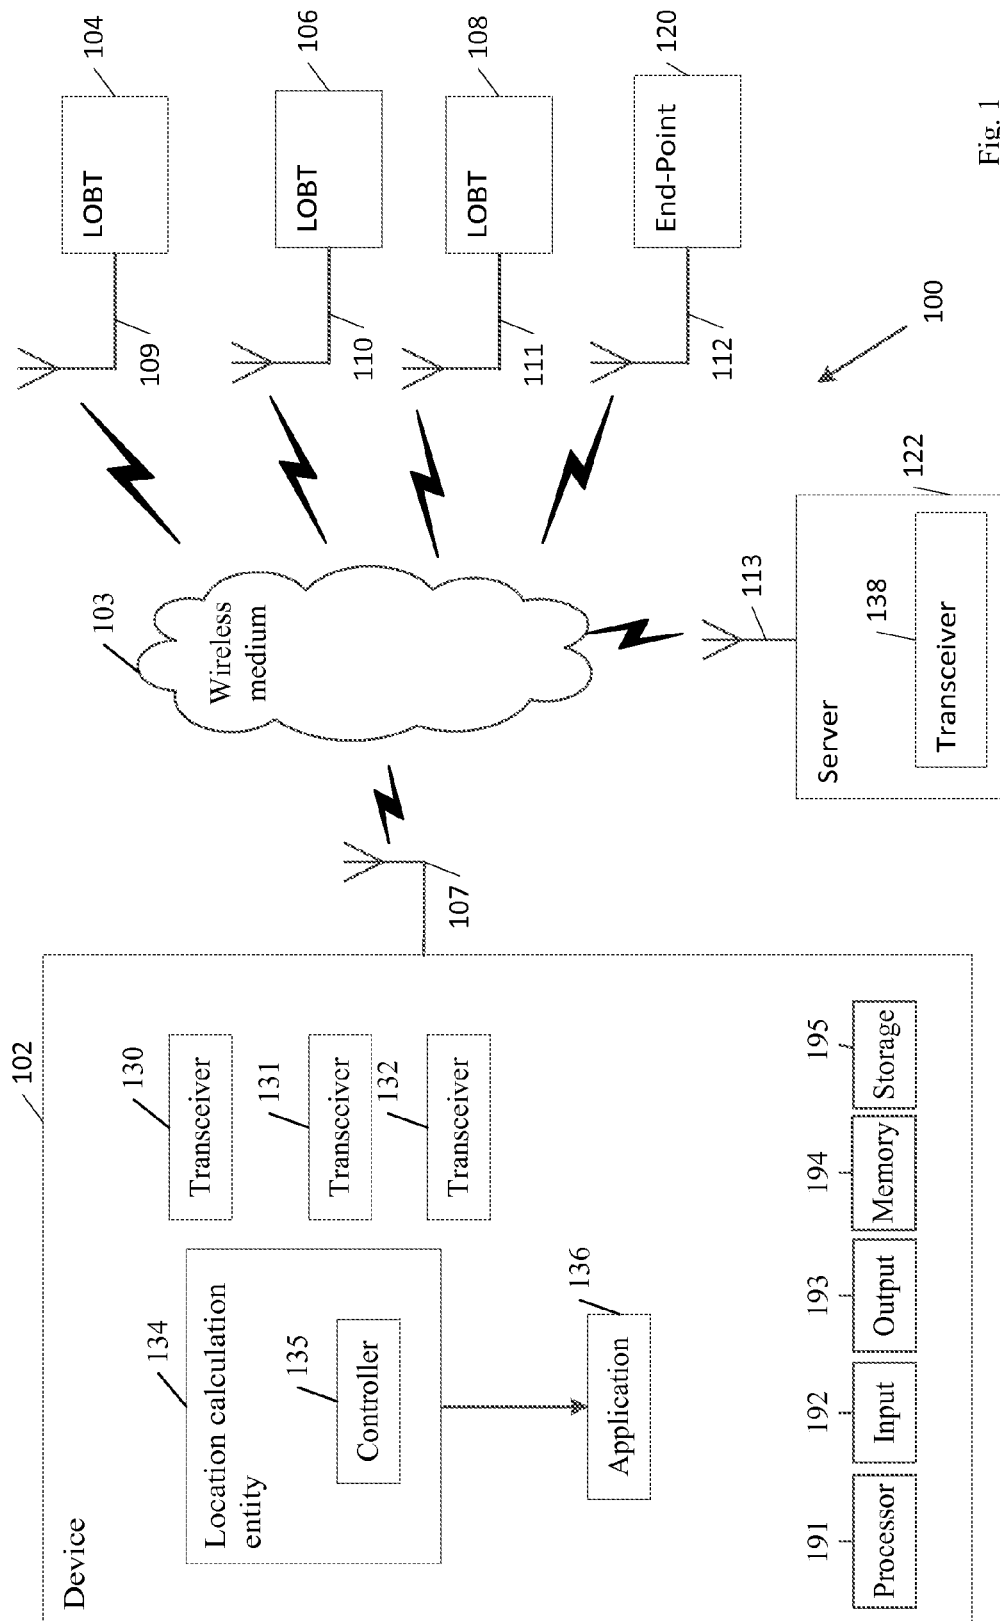 Device
102
Location calculation
entity
134
Controller
135
Application
136
Transceiver
130
Transceiver
131
Transceiver
132
191
Processor
192
Input
193
Output
194
Memory
195
Storage
107
103
Wireless
medium
109
LOBT
104
110
LOBT
106
111
LOBT
108
112
End-Point
120
113
Server
122
138
Transceiver
100
Fig. 1